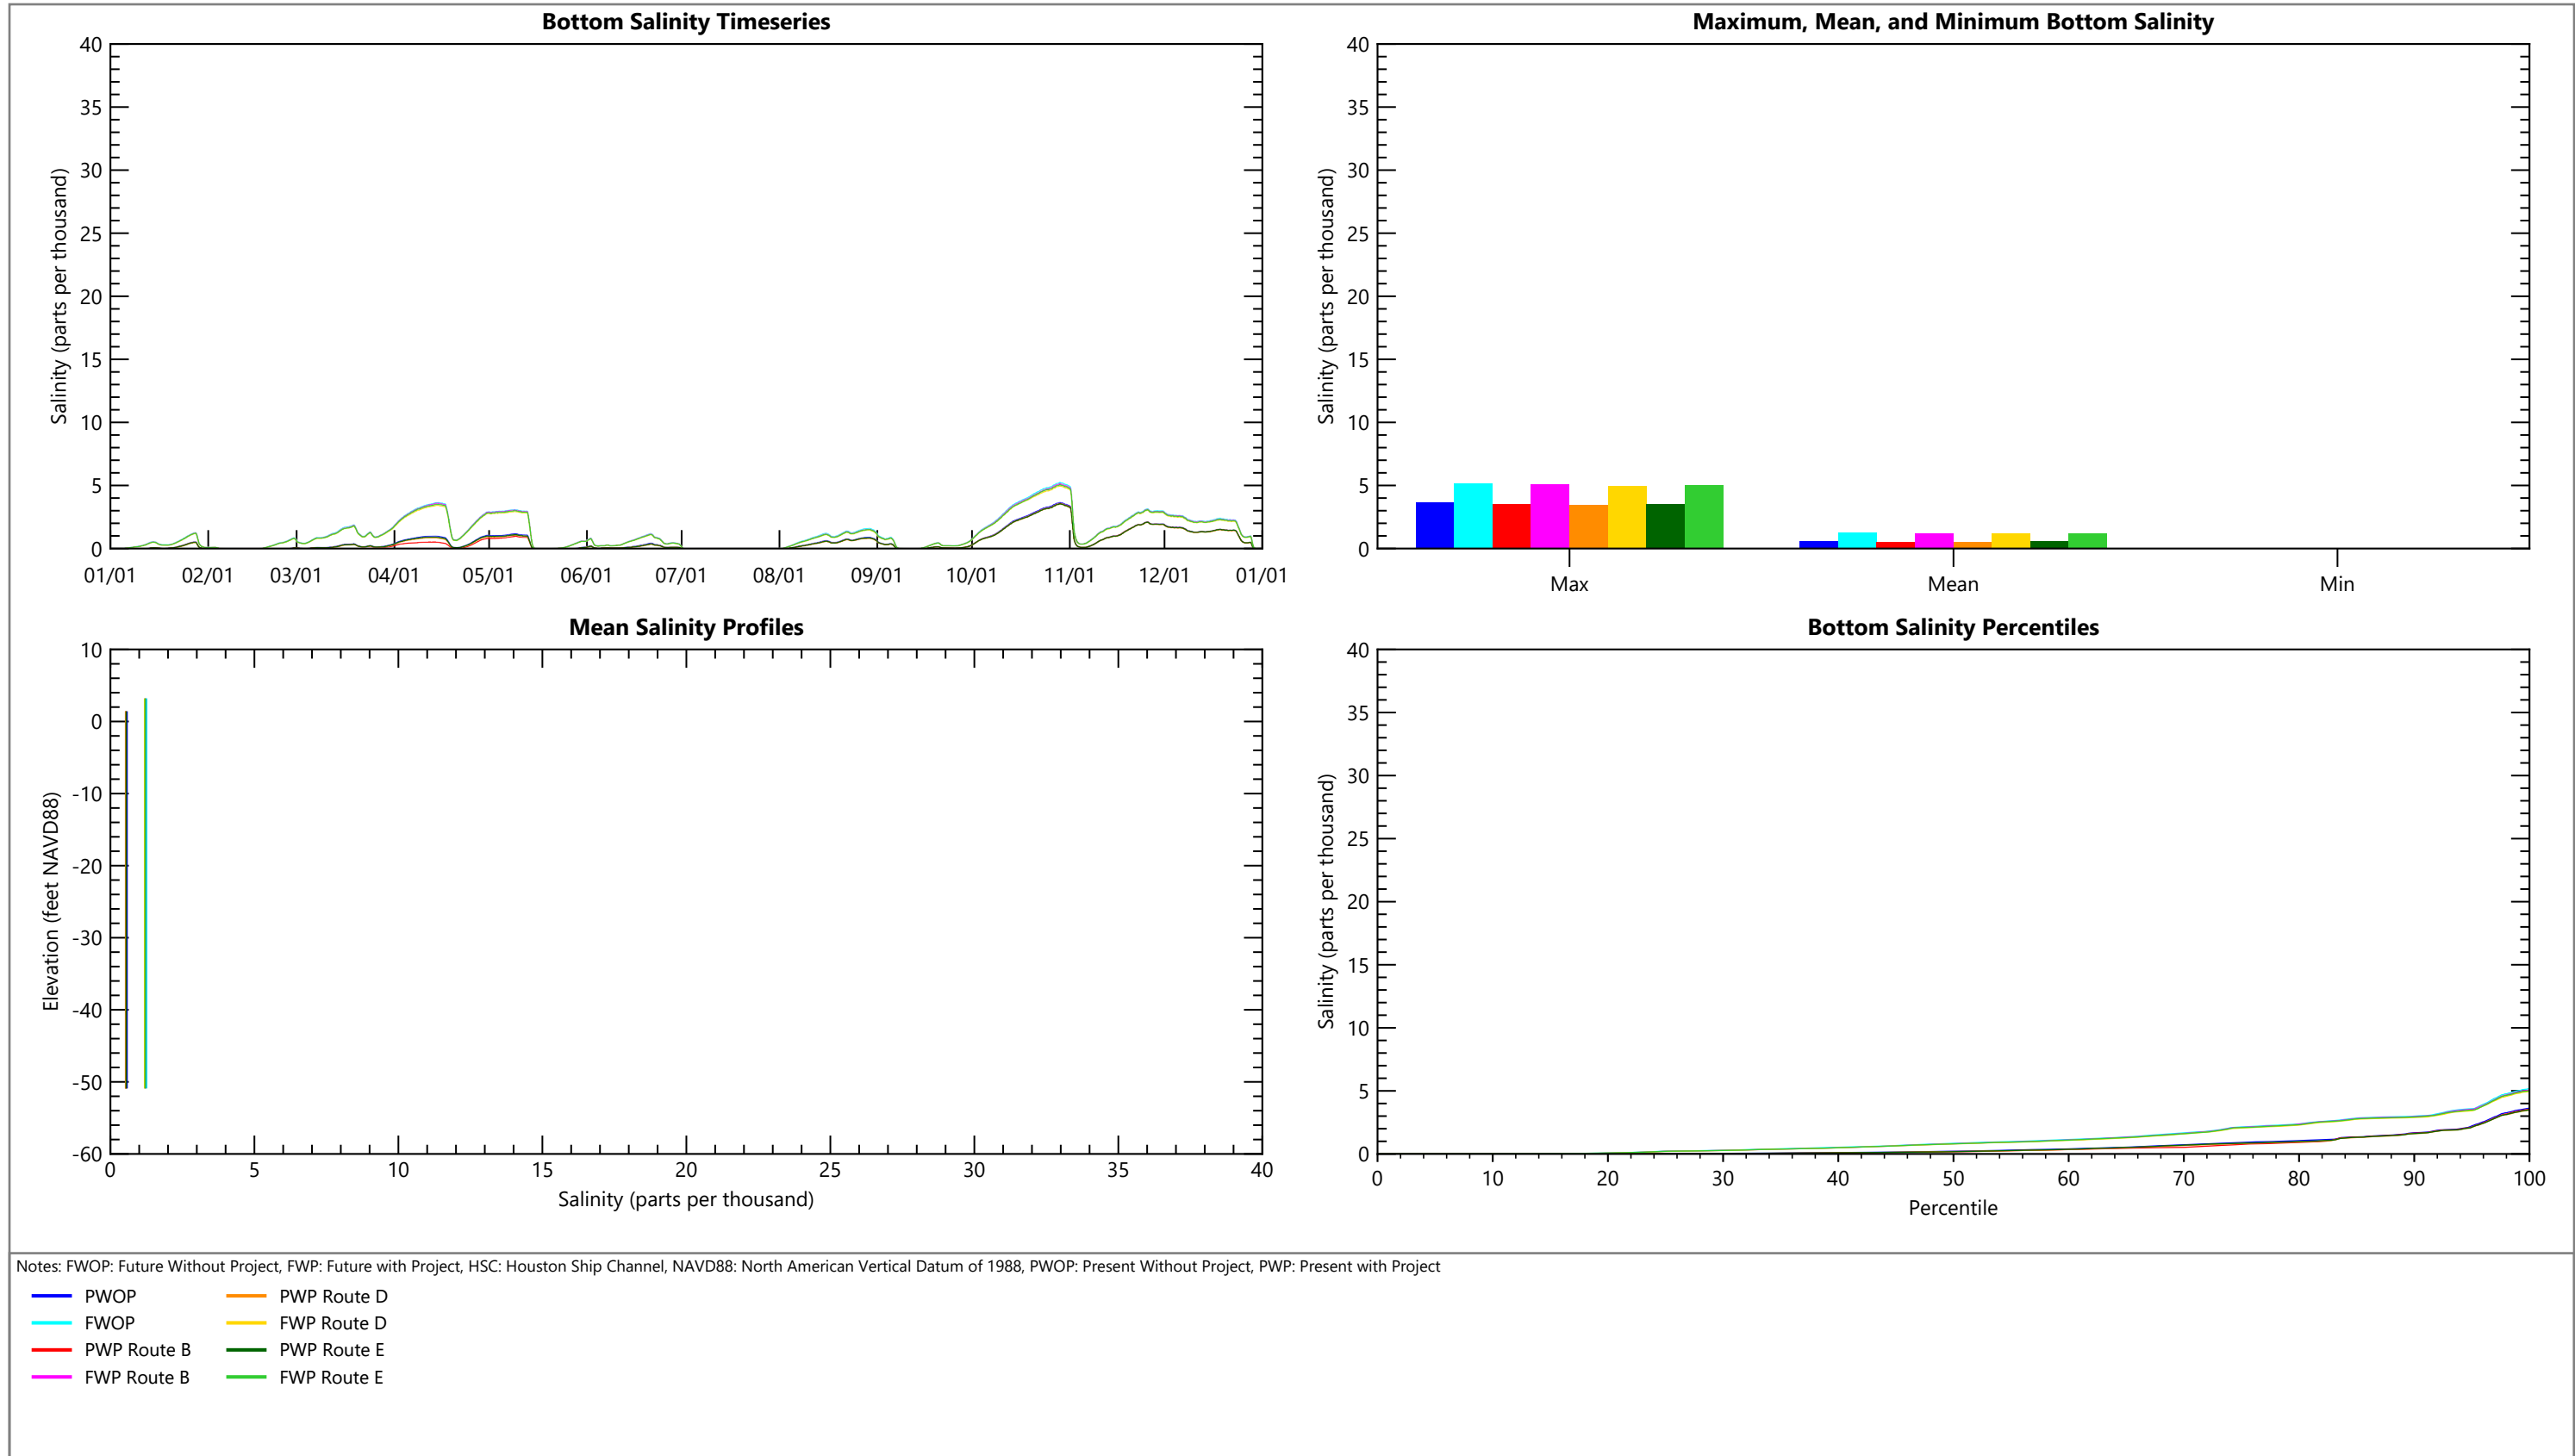 Bottom Salinity Timeseries
Salinity (parts per thousand)
40
35
30
25
20
15
10
5
0
01/01 02/01 03/01 04/01 05/01 06/01 07/01 08/01 09/01 10/01 11/01 12/01 01/01
Maximum, Mean, and Minimum Bottom Salinity
Salinity (parts per thousand)
40
35
30
25
20
15
10
5
0
Max Mean Min
Mean Salinity Profiles
Elevation (feet NAVD88)
10
0
-10
-20
-30
-40
-50
-60
0 5 10 15 20 25 30 35 40
Salinity (parts per thousand)
Bottom Salinity Percentiles
Salinity (parts per thousand)
40
35
30
25
20
15
10
5
0
0 10 20 30 40 50 60 70 80 90 100
Percentile
Notes: FWOP: Future Without Project, FWP: Future with Project, HSC: Houston Ship Channel, NAVD88: North American Vertical Datum of 1988, PWOP: Present Without Project, PWP: Present with Project
PWOP
FWOP
PWP Route B
FWP Route B
PWP Route D
FWP Route D
PWP Route E
FWP Route E